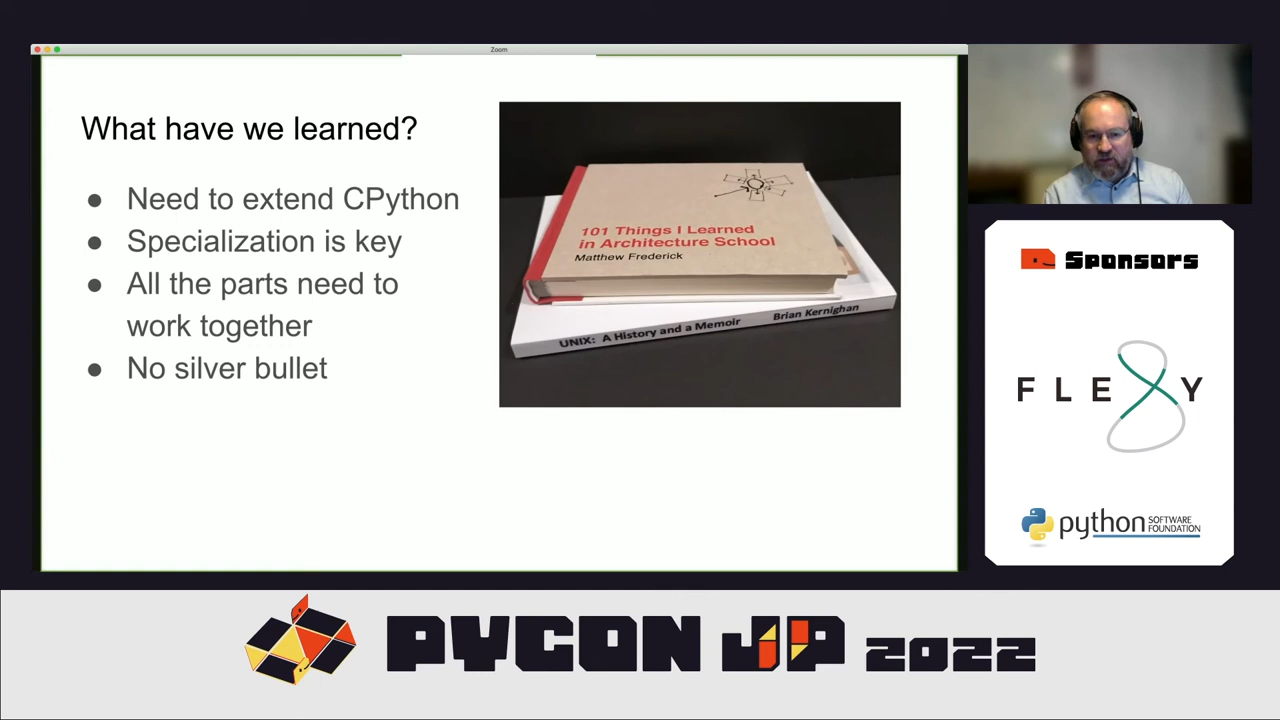 Zoom
What have we learned?
● Need to extend CPython
● Specialization is key
● All the parts need to
work together
● No silver bullet
101 Things I Learned
in Architecture School
Matthew Frederick
UNIX: A History and a Memoir Brian Kernighan
Sponsors
FLEXY
python SOFTWARE
FOUNDATION
PYCON JP 2022